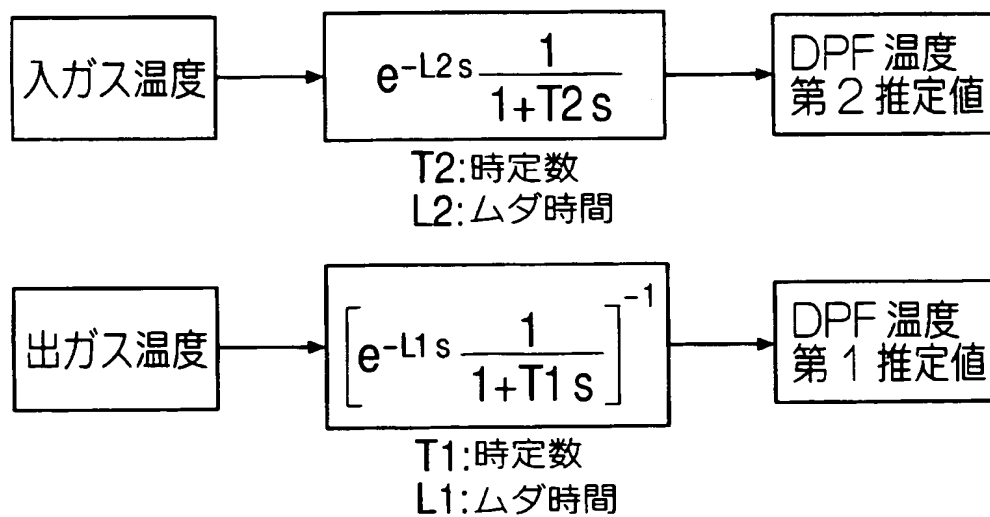 入ガス温度
e^{-L2s} \frac{1}{1+T2s}
DPF温度
第2推定値
T2:時定数
L2:ムダ時間
出ガス温度
[e^{-L1s} \frac{1}{1+T1s}]^{-1}
DPF温度
第1推定値
T1:時定数
L1:ムダ時間